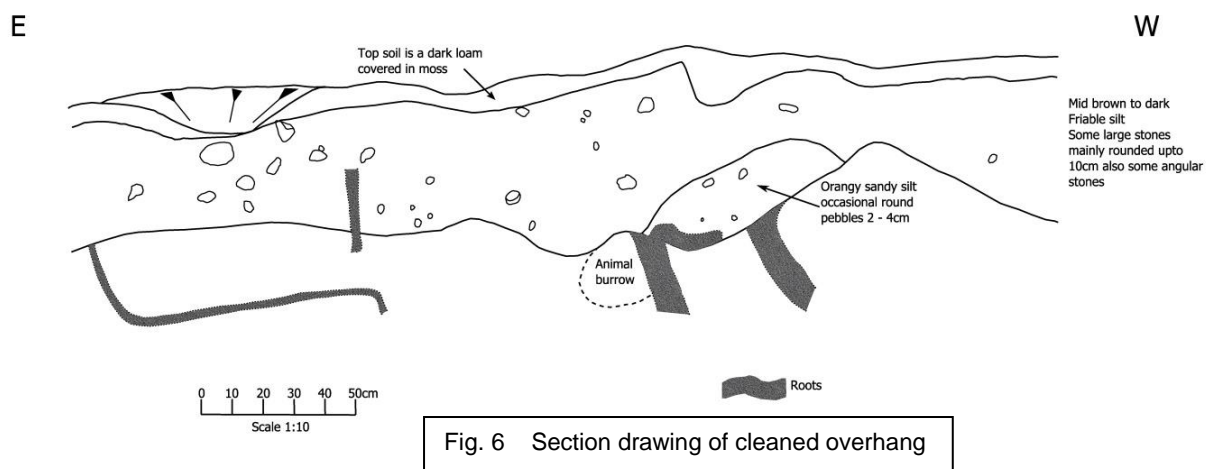 E
W
Top soil is a dark loam
covered in moss
Mid brown to dark
Friable silt
Some large stones
mainly rounded upto
10cm also some angular
stones
Orangy sandy silt
occasional round
pebbles 2 - 4cm
Animal
burrow
0 10 20 30 40 50cm
Scale 1:10
Roots
Fig. 6 Section drawing of cleaned overhang